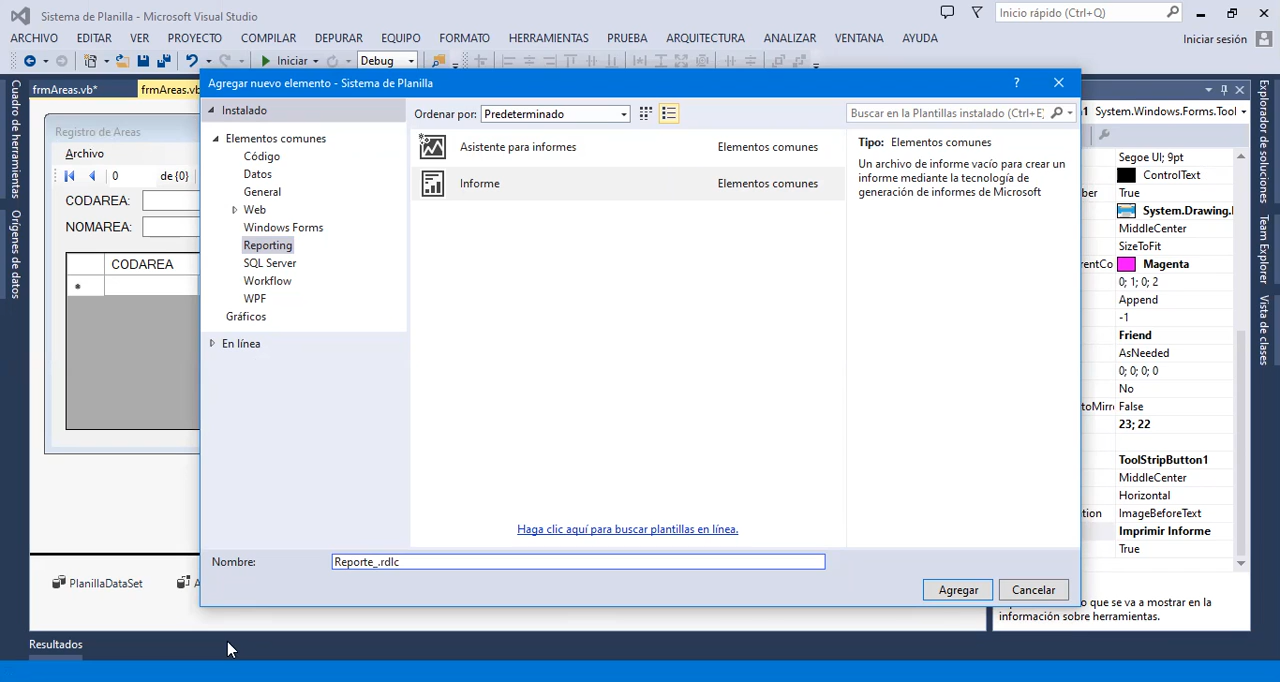 Sistema de Planilla - Microsoft Visual Studio
Inicio rápido (Ctrl+Q)
ARCHIVO EDITAR VER PROYECTO COMPILAR DEPURAR EQUIPO FORMATO HERRAMIENTAS PRUEBA ARQUITECTURA ANALIZAR VENTANA AYUDA
Iniciar sesión
Iniciar
Debug
frmAreas.vb*
frmAreas.vb
Agregar nuevo elemento - Sistema de Planilla
?
Cuadro de herramientas
Orígenes de datos
Registro de Areas
Archivo
0 de {0}
CODAREA:
NOMAREA:
CODAREA
PlanillaDataSet
Resultados
Instalado
Elementos comunes
Código
Datos
General
Web
Windows Forms
Reporting
SQL Server
Workflow
WPF
Gráficos
En línea
Ordenar por: Predeterminado
Asistente para informes Elementos comunes
Informe Elementos comunes
Haga clic aquí para buscar plantillas en línea.
Buscar en la Plantillas instalado (Ctrl+E)
Tipo: Elementos comunes
Un archivo de informe vacío para crear un
informe mediante la tecnología de
generación de informes de Microsoft
Nombre: Reporte_.rdlc
Agregar
Cancelar
System.Windows.Forms.Tool
Segoe UI; 9pt
ControlText
True
System.Drawing.
MiddleCenter
SizeToFit
Magenta
0; 1; 0; 2
Append
-1
Friend
AsNeeded
0; 0; 0; 0
No
False
23; 22
ToolStripButton1
MiddleCenter
Horizontal
ImageBeforeText
Imprimir Informe
True
o que se va a mostrar en la
información sobre herramientas.
Explorador de soluciones
Team Explorer
Vista de clases